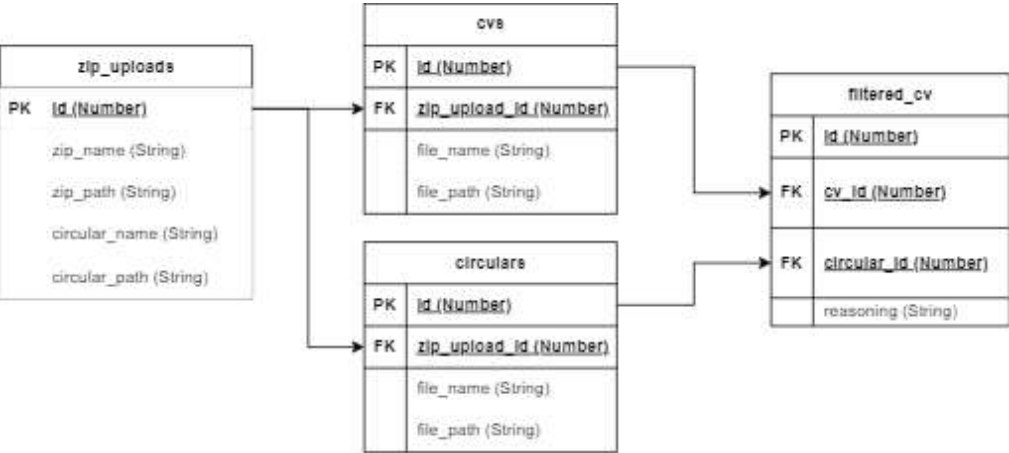 zip_uploads
PK id (Number)
zip_name (String)
zip_path (String)
circular_name (String)
circular_path (String)
cvs
PK id (Number)
FK zip_upload_id (Number)
file_name (String)
file_path (String)
circulars
PK id (Number)
FK zip_upload_id (Number)
file_name (String)
file_path (String)
filtered_cv
PK id (Number)
FK cv_id (Number)
FK circular_id (Number)
reasoning (String)